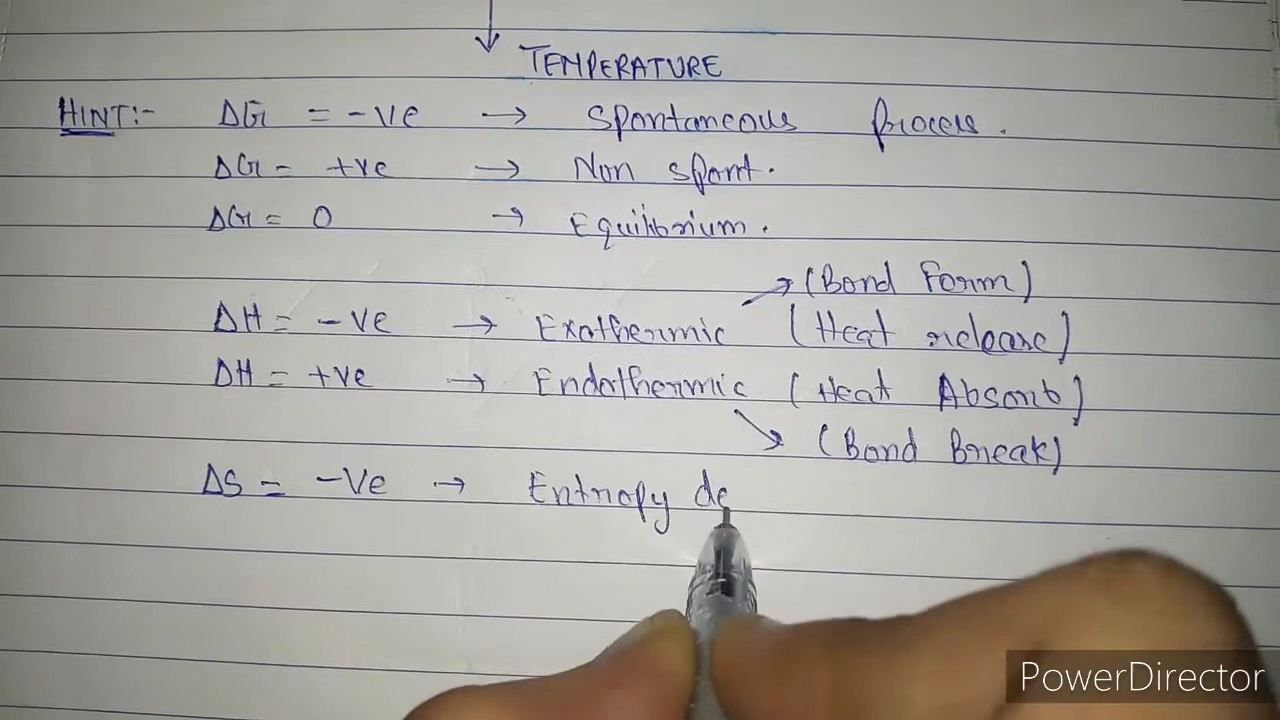 TEMPERATURE
HINT:- ΔG = -ve → Spontaneous Process.
ΔG = +ve → Non spont.
ΔG = 0 → Equilibrium.
→ (Bond Form)
ΔH = -ve → Exothermic (Heat release)
ΔH = +ve → Endothermic (Heat Absorb)
→ (Bond Break)
ΔS = -ve → Entropy de
PowerDirector